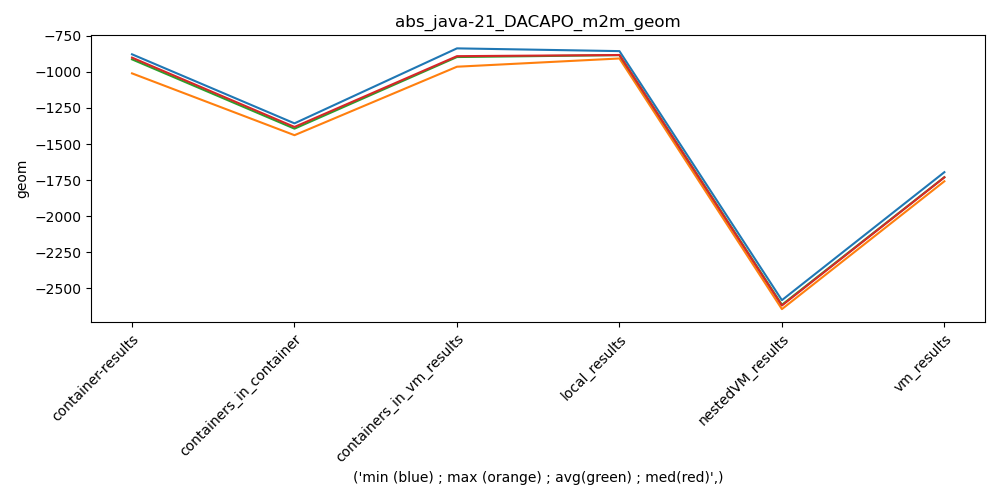 abs_java-21_DACAPO_m2m_geom
geom
−750
−1000
−1250
−1500
−1750
−2000
−2250
−2500
container-results
containers_in_container
containers_in_vm_results
local_results
nestedVM_results
vm_results
('min (blue) ; max (orange) ; avg(green) ; med(red)',)